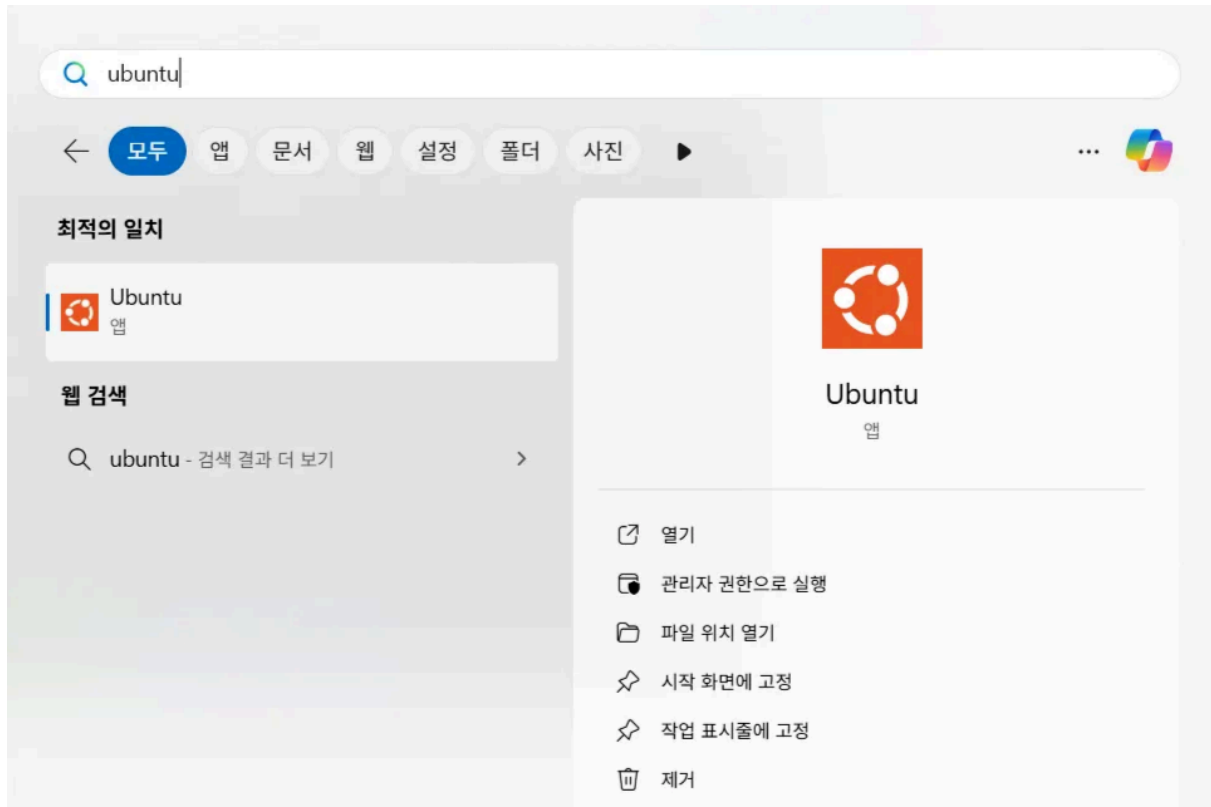 ubuntu
모두 앱 문서 웹 설정 폴더 사진
최적의 일치
Ubuntu
앱
웹 검색
ubuntu - 검색 결과 더 보기
Ubuntu
앱
열기
관리자 권한으로 실행
파일 위치 열기
시작 화면에 고정
작업 표시줄에 고정
제거